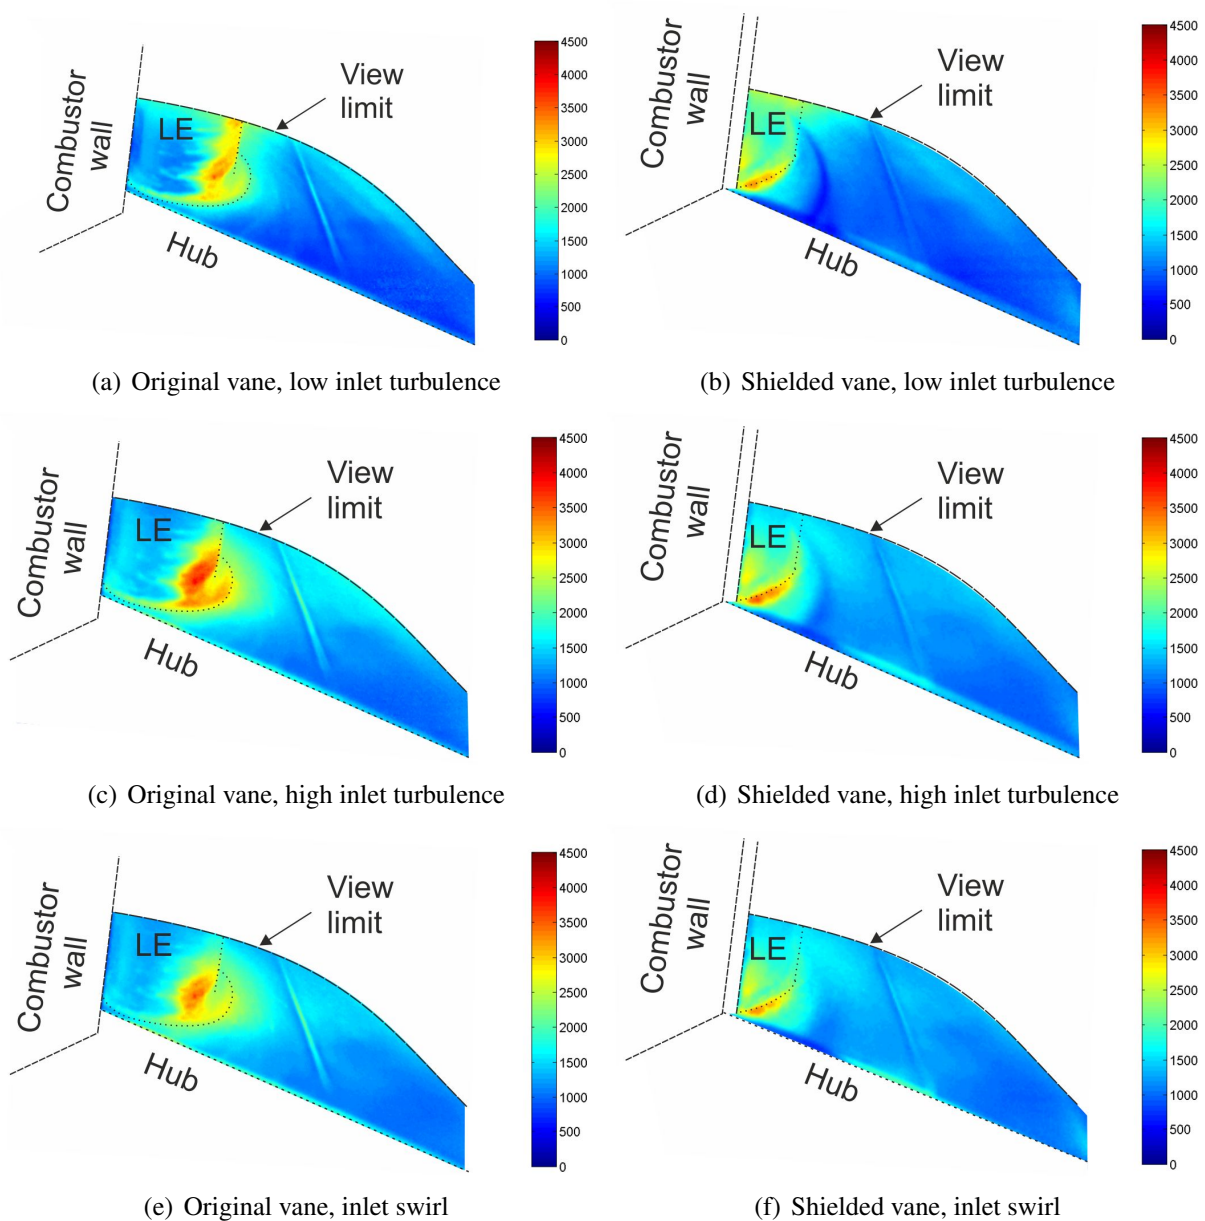 Combustor
wall
LE
View
limit
Hub
4500
4000
3500
3000
2500
2000
1500
1000
500
0
(a) Original vane, low inlet turbulence
Combustor
wall
LE
View
limit
Hub
4500
4000
3500
3000
2500
2000
1500
1000
500
0
(b) Shielded vane, low inlet turbulence
Combustor
wall
LE
View
limit
Hub
4500
4000
3500
3000
2500
2000
1500
1000
500
0
(c) Original vane, high inlet turbulence
Combustor
wall
LE
View
limit
Hub
4500
4000
3500
3000
2500
2000
1500
1000
500
0
(d) Shielded vane, high inlet turbulence
Combustor
wall
LE
View
limit
Hub
4500
4000
3500
3000
2500
2000
1500
1000
500
0
(e) Original vane, inlet swirl
Combustor
wall
LE
View
limit
Hub
4500
4000
3500
3000
2500
2000
1500
1000
500
0
(f) Shielded vane, inlet swirl